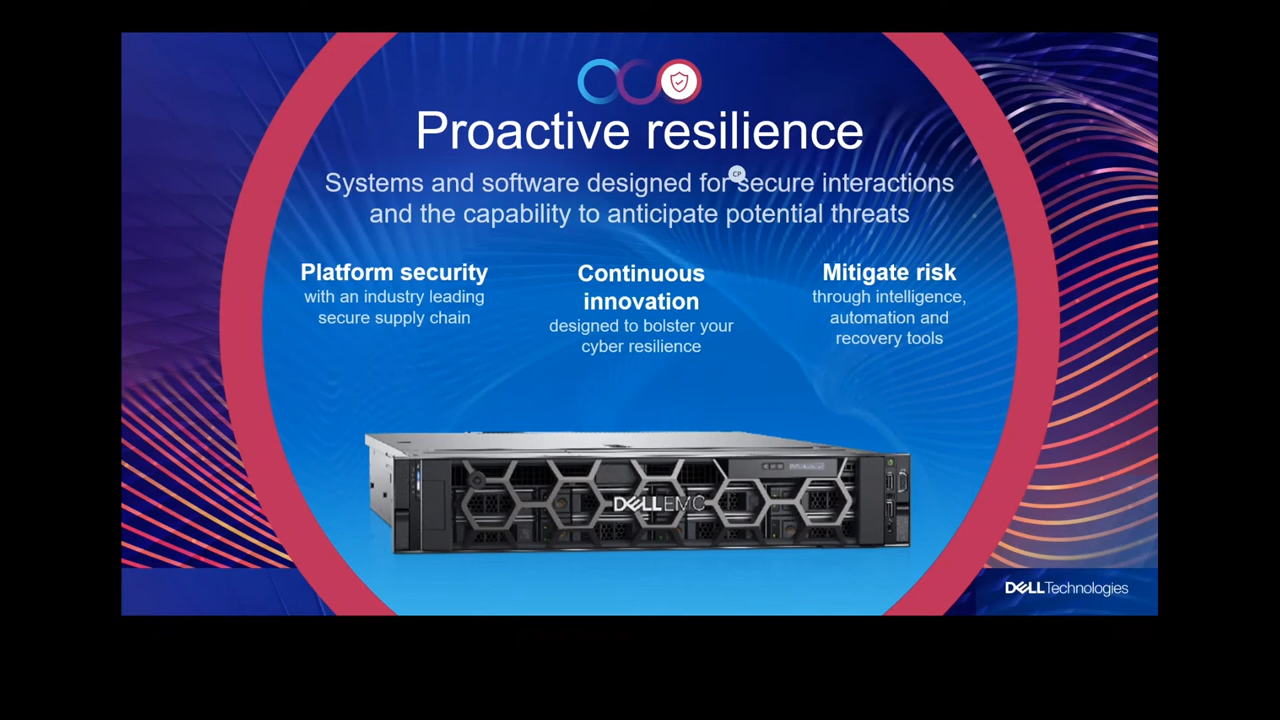 Proactive resilience
CP
Systems and software designed for secure interactions
and the capability to anticipate potential threats
Platform security
with an industry leading
secure supply chain
Continuous
innovation
designed to bolster your
cyber resilience
Mitigate risk
through intelligence,
automation and
recovery tools
DELLEMC
DELLTechnologies